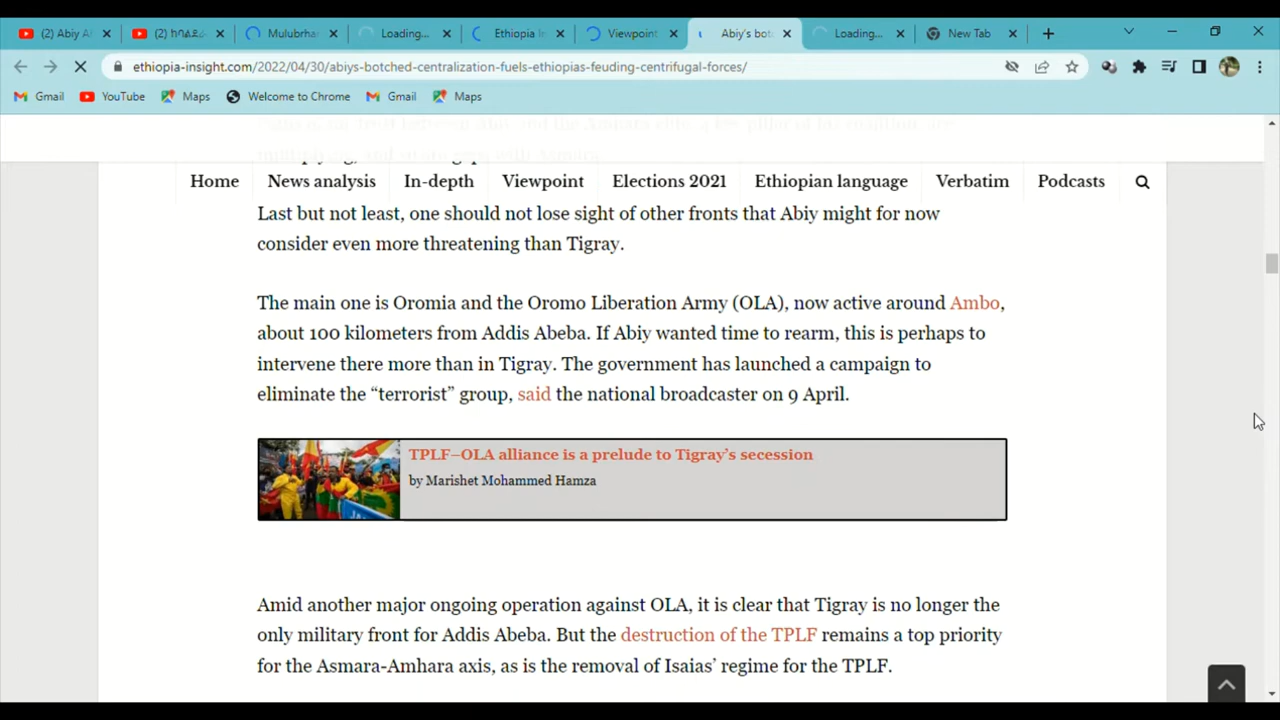 (2) Abiy A
(2) ከባለደራ
Mulubrha
Loading...
Ethiopia I
Viewpoint
Abiy's bot
Loading...
New Tab
ethiopia-insight.com/2022/04/30/abiys-botched-centralization-fuels-ethiopias-feuding-centrifugal-forces/
Gmail YouTube Maps Welcome to Chrome Gmail Maps
Home News analysis In-depth Viewpoint Elections 2021 Ethiopian language Verbatim Podcasts
Last but not least, one should not lose sight of other fronts that Abiy might for now
consider even more threatening than Tigray.
The main one is Oromia and the Oromo Liberation Army (OLA), now active around Ambo,
about 100 kilometers from Addis Abeba. If Abiy wanted time to rearm, this is perhaps to
intervene there more than in Tigray. The government has launched a campaign to
eliminate the “terrorist” group, said the national broadcaster on 9 April.
TPLF–OLA alliance is a prelude to Tigray’s secession
by Marishet Mohammed Hamza
Amid another major ongoing operation against OLA, it is clear that Tigray is no longer the
only military front for Addis Abeba. But the destruction of the TPLF remains a top priority
for the Asmara-Amhara axis, as is the removal of Isaias’ regime for the TPLF.